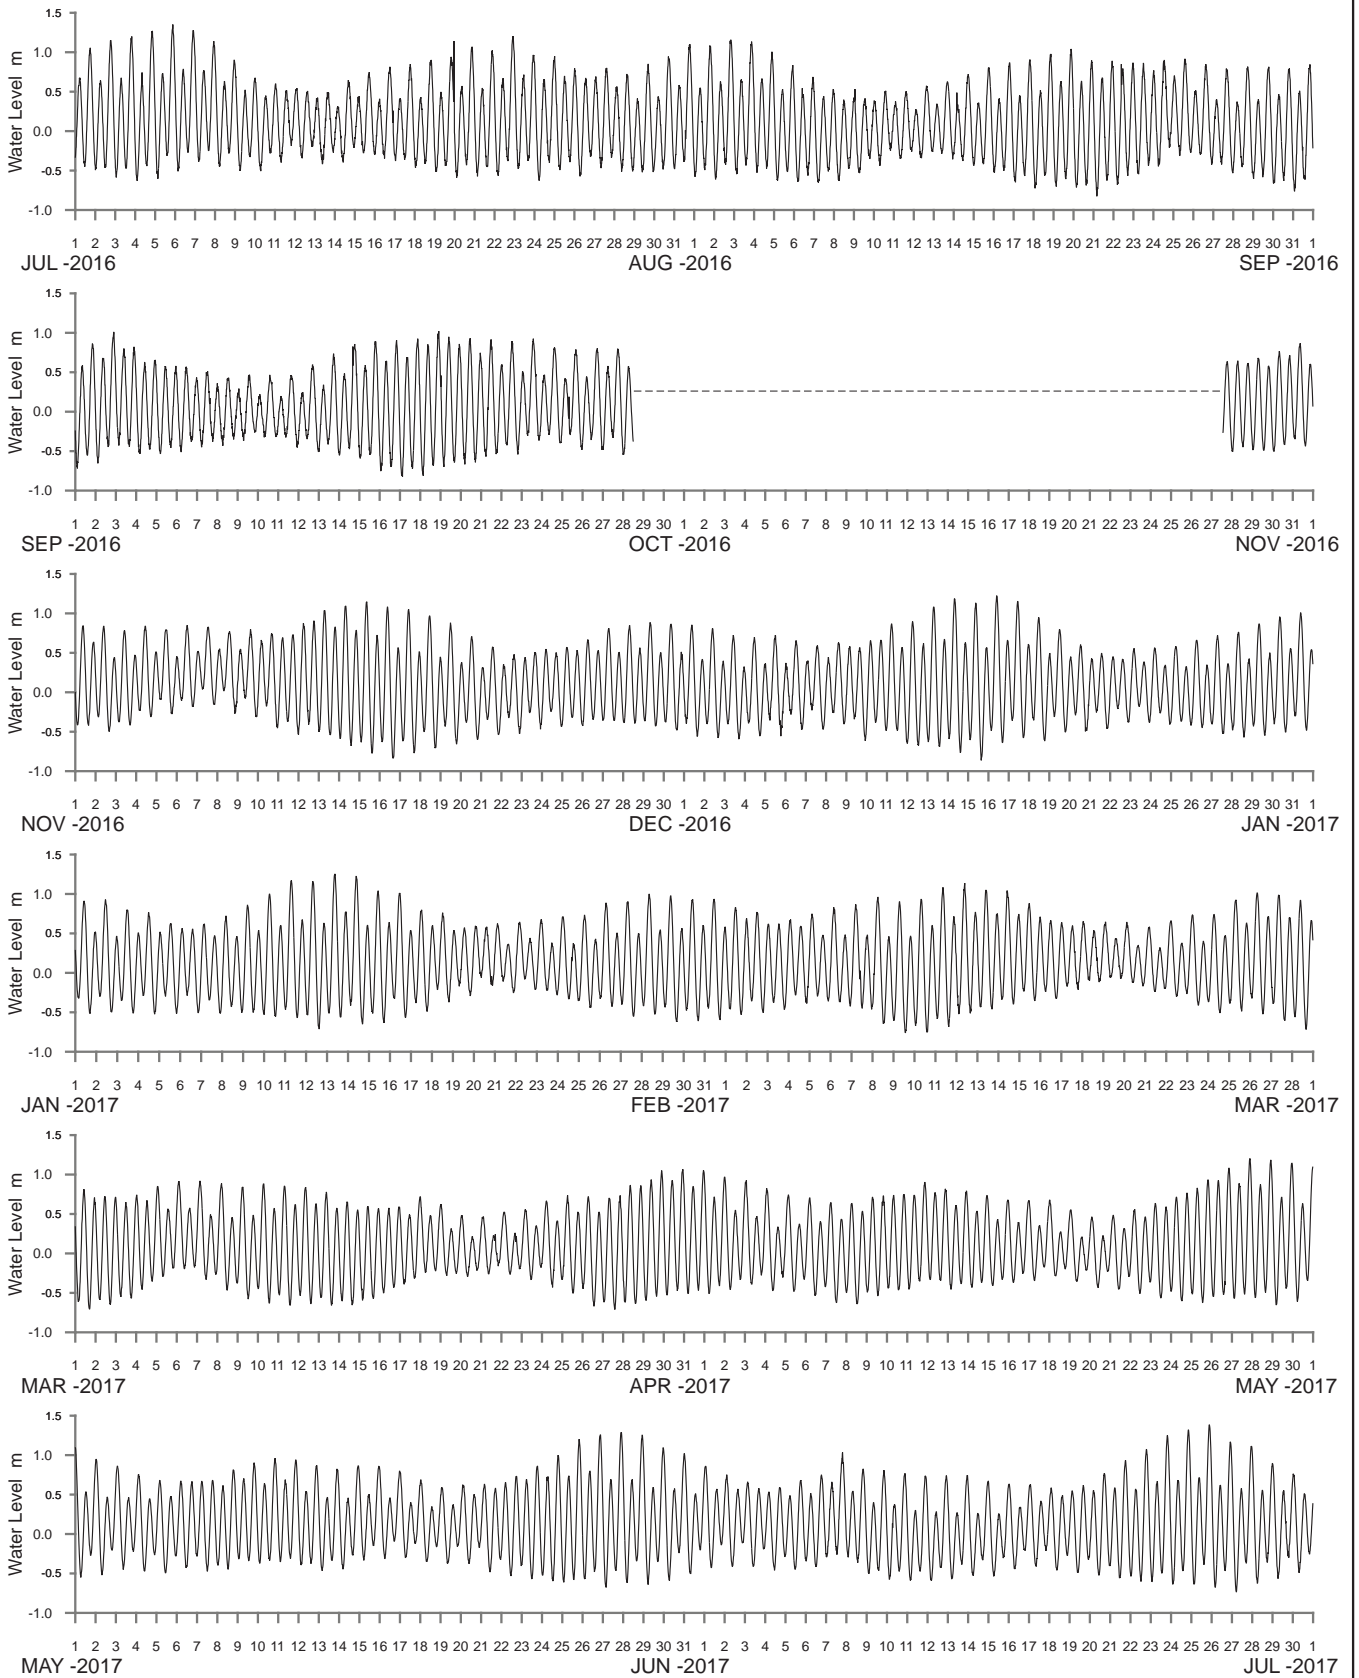 1.5
1.0
0.5
0.0
-0.5
-1.0
Water Level m
1 2 3 4 5 6 7 8 9 10 11 12 13 14 15 16 17 18 19 20 21 22 23 24 25 26 27 28 29 30 31 1 2 3 4 5 6 7 8 9 10 11 12 13 14 15 16 17 18 19 20 21 22 23 24 25 26 27 28 29 30 31 1
JUL -2016 AUG -2016 SEP -2016
1.5
1.0
0.5
0.0
-0.5
-1.0
Water Level m
1 2 3 4 5 6 7 8 9 10 11 12 13 14 15 16 17 18 19 20 21 22 23 24 25 26 27 28 29 30 1 2 3 4 5 6 7 8 9 10 11 12 13 14 15 16 17 18 19 20 21 22 23 24 25 26 27 28 29 30 31 1
SEP -2016 OCT -2016 NOV -2016
1.5
1.0
0.5
0.0
-0.5
-1.0
Water Level m
1 2 3 4 5 6 7 8 9 10 11 12 13 14 15 16 17 18 19 20 21 22 23 24 25 26 27 28 29 30 1 2 3 4 5 6 7 8 9 10 11 12 13 14 15 16 17 18 19 20 21 22 23 24 25 26 27 28 29 30 31 1
NOV -2016 DEC -2016 JAN -2017
1.5
1.0
0.5
0.0
-0.5
-1.0
Water Level m
1 2 3 4 5 6 7 8 9 10 11 12 13 14 15 16 17 18 19 20 21 22 23 24 25 26 27 28 29 30 31 1 2 3 4 5 6 7 8 9 10 11 12 13 14 15 16 17 18 19 20 21 22 23 24 25 26 27 28 1
JAN -2017 FEB -2017 MAR -2017
1.5
1.0
0.5
0.0
-0.5
-1.0
Water Level m
1 2 3 4 5 6 7 8 9 10 11 12 13 14 15 16 17 18 19 20 21 22 23 24 25 26 27 28 29 30 31 1 2 3 4 5 6 7 8 9 10 11 12 13 14 15 16 17 18 19 20 21 22 23 24 25 26 27 28 29 30 1
MAR -2017 APR -2017 MAY -2017
1.5
1.0
0.5
0.0
-0.5
-1.0
Water Level m
1 2 3 4 5 6 7 8 9 10 11 12 13 14 15 16 17 18 19 20 21 22 23 24 25 26 27 28 29 30 31 1 2 3 4 5 6 7 8 9 10 11 12 13 14 15 16 17 18 19 20 21 22 23 24 25 26 27 28 29 30 1
MAY -2017 JUN -2017 JUL -2017